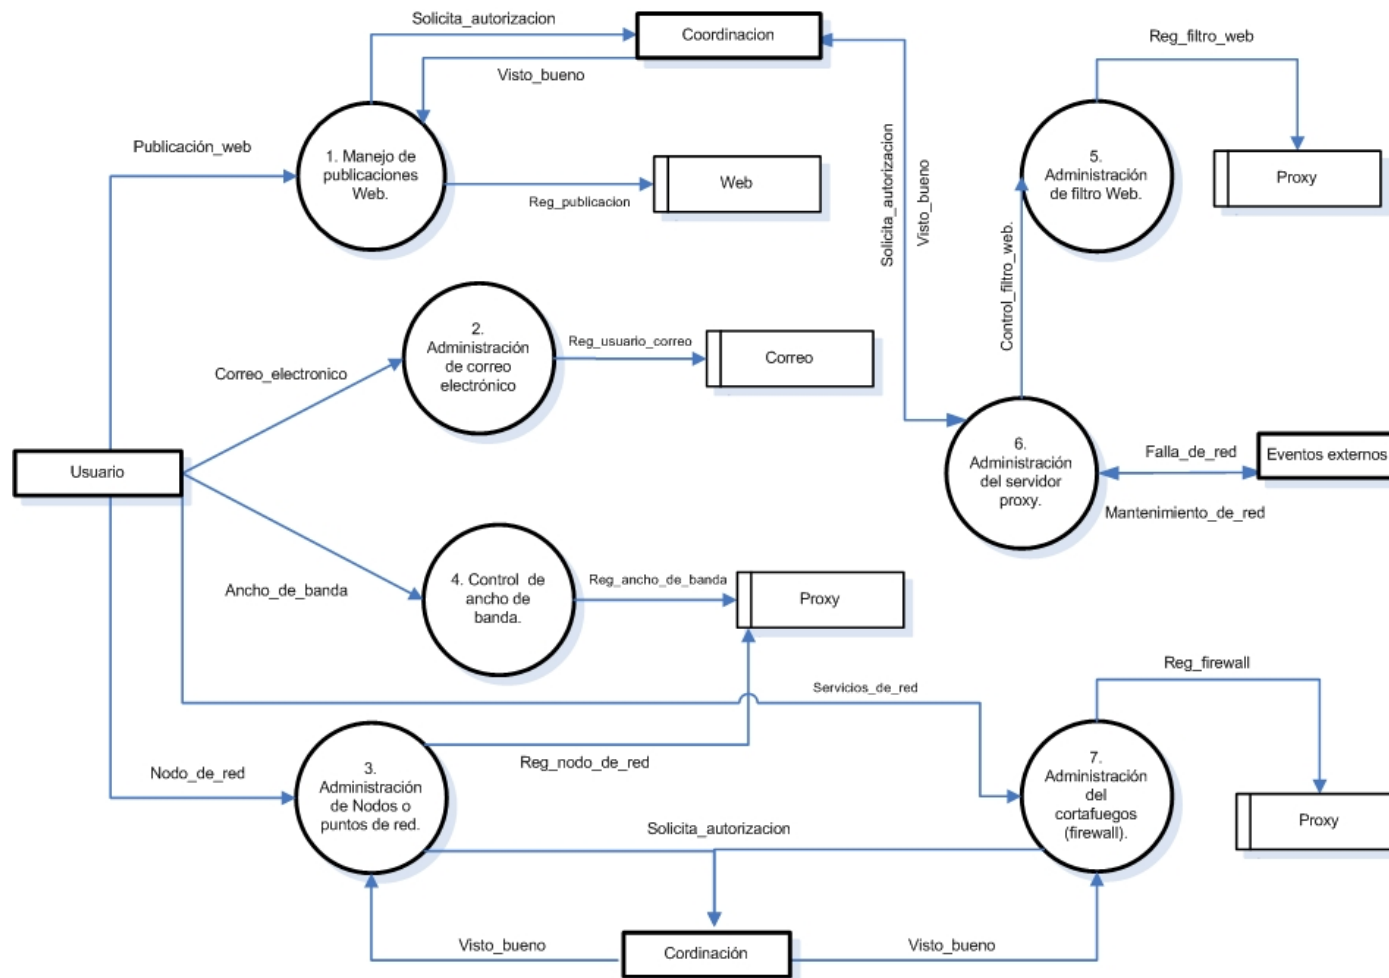 Solicita_autorizacion
Coordinacion
Visto_bueno
Reg_filtro_web
Publicación_web
1. Manejo de
publicaciones
Web.
Reg_publicacion
Web
Solicita_autorizacion
Visto_bueno
5.
Administración
de filtro Web.
Proxy
Control_filtro_web.
2.
Administración
de correo
electrónico
Reg_usuario_correo
Correo
Correo_electronico
Usuario
6.
Administración
del servidor
proxy.
Falla_de_red
Eventos externos
Mantenimiento_de_red
Ancho_de_banda
4. Control de
ancho de
banda.
Reg_ancho_de_banda
Proxy
Servicios_de_red
Reg_firewall
Nodo_de_red
3.
Administración
de Nodos o
puntos de red.
Reg_nodo_de_red
7.
Administración
del
cortafuegos
(firewall).
Proxy
Solicita_autorizacion
Visto_bueno
Cordinación
Visto_bueno